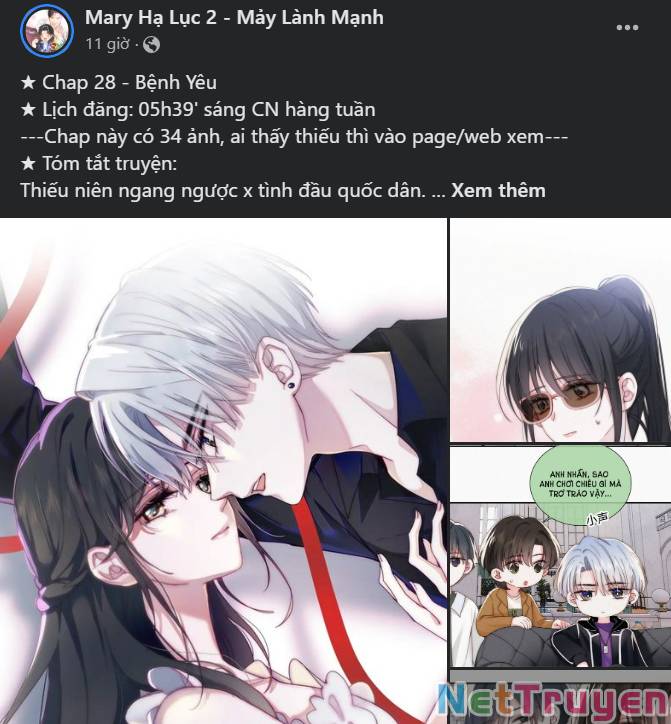 Mary Hạ Lục 2 - Mảy Lành Mạnh
11 giờ ·
★ Chap 28 - Bệnh Yêu
★ Lịch đăng: 05h39' sáng CN hàng tuần
---Chap này có 34 ảnh, ai thấy thiếu thì vào page/web xem---
★ Tóm tắt truyện:
Thiếu niên ngang ngược x tình đầu quốc dân. ... Xem thêm
ANH NHẪN, SAO
ANH CHƠI CHIÊU GÌ MÀ
TRƠ TRÁO VẬY...
小声
NetTruyen